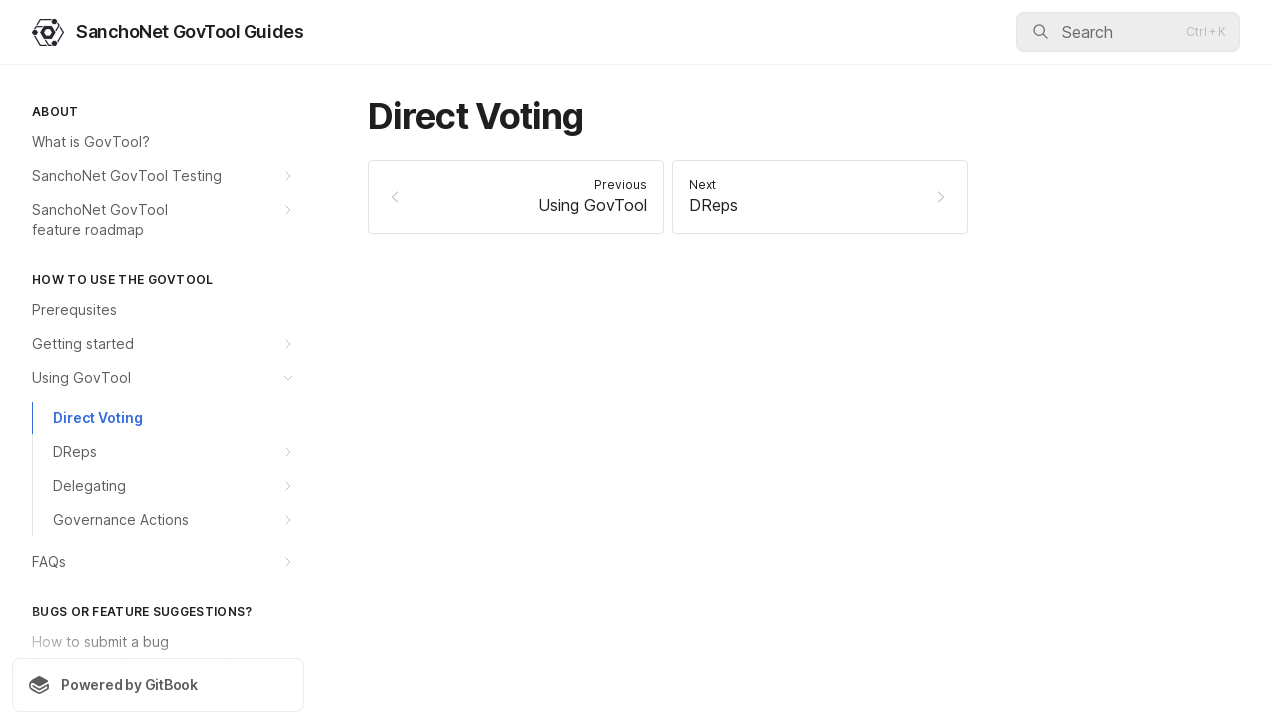 SanchoNet GovTool Guides
Search
Ctrl + K
ABOUT
What is GovTool?
SanchoNet GovTool Testing
SanchoNet GovTool
feature roadmap
HOW TO USE THE GOVTOOL
Prerequsites
Getting started
Using GovTool
Direct Voting
DReps
Delegating
Governance Actions
FAQs
BUGS OR FEATURE SUGGESTIONS?
How to submit a bug
Powered by GitBook
Direct Voting
Previous
Using GovTool
Next
DReps